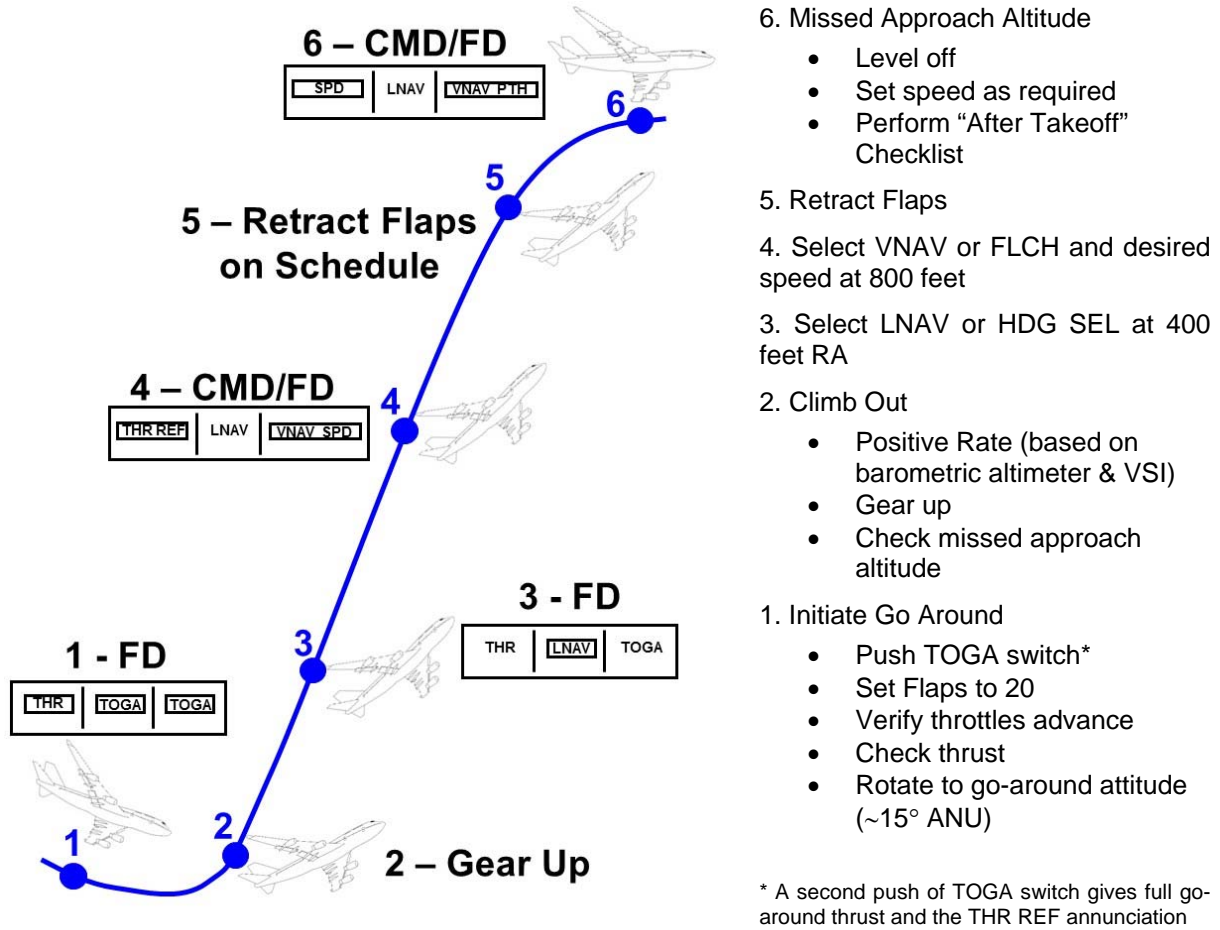 6 – CMD/FD
SPD LNAV VNAV PTH
6
5
5 – Retract Flaps
on Schedule
4 – CMD/FD
THR REF LNAV VNAV SPD
4
3 - FD
THR LNAV TOGA
3
1 - FD
THR TOGA TOGA
1
2
2 – Gear Up
6. Missed Approach Altitude
• Level off
• Set speed as required
• Perform “After Takeoff”
Checklist
5. Retract Flaps
4. Select VNAV or FLCH and desired
speed at 800 feet
3. Select LNAV or HDG SEL at 400
feet RA
2. Climb Out
• Positive Rate (based on
barometric altimeter & VSI)
• Gear up
• Check missed approach
altitude
1. Initiate Go Around
• Push TOGA switch*
• Set Flaps to 20
• Verify throttles advance
• Check thrust
• Rotate to go-around attitude
(~15° ANU)
* A second push of TOGA switch gives full go-
around thrust and the THR REF annunciation